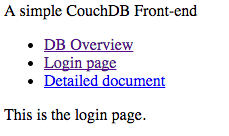 A simple CouchDB Front-end
DB Overview
Login page
Detailed document
This is the login page.